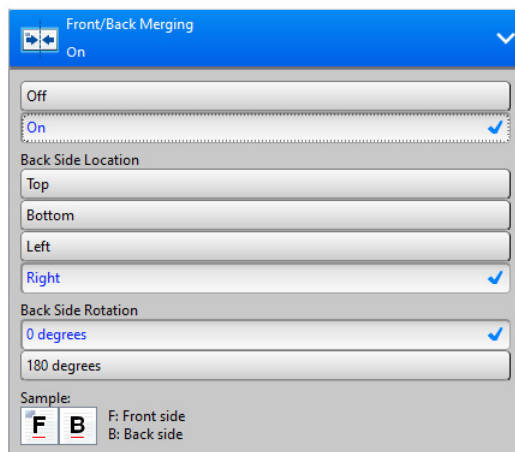 Front/Back Merging
On
Off
On
Back Side Location
Top
Bottom
Left
Right
Back Side Rotation
0 degrees
180 degrees
Sample:
F B
F: Front side
B: Back side